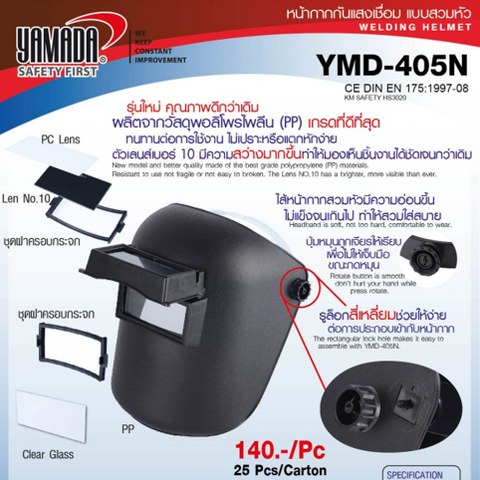 หน้ากากกันแสงเชื่อม แบบสวมหัว
WELDING HELMET
YAMADA
SAFETY FIRST
WE
KEEP
CONSTANT
IMPROVEMENT
YMD-405N
CE DIN EN 175:1997-08
KM SAFETY HS3020
รุ่นใหม่ คุณภาพดีกว่าเดิม
ผลิตจากวัสดุพอลิโพรไพลีน (PP) เกรดที่ดีที่สุด
ทนทานต่อการใช้งาน ไม่เปราะหรือแตกหักง่าย
ตัวเลนส์เบอร์ 10 มีความสว่างมากขึ้นทำให้มองเห็นชิ้นงานได้ชัดเจนกว่าเดิม
New model and better quality made of the best grade polypropylene (PP) materials.
Resistant to use not fragile or not easy to broken. The Lens NO.10 has a brighter, more visible than ever.
PC Lens
Len No.10
ชุดฝาครอบกระจก
ไส้หน้ากากสวมหัวมีความอ่อนขึ้น
ไม่แข็งจนเกินไป ทำให้สวมใส่สบาย
Headband is soft, not too hard, comfortable to wear.
ปุ่มหมุนถูกเจียรให้เรียบ
เพื่อไม่ให้เจ็บมือ
ขณะกดหมุน
Rotate button is smooth
don't hurt your hand while
press rotate.
ชุดฝาครอบกระจก
รูล็อกสี่เหลี่ยมช่วยให้ง่าย
ต่อการประกอบเข้ากับหน้ากาก
The rectangular lock hole makes it easy to
assemble with YMD-405N.
Clear Glass
PP
140.-/Pc
25 Pcs/Carton
SPECIFICATION